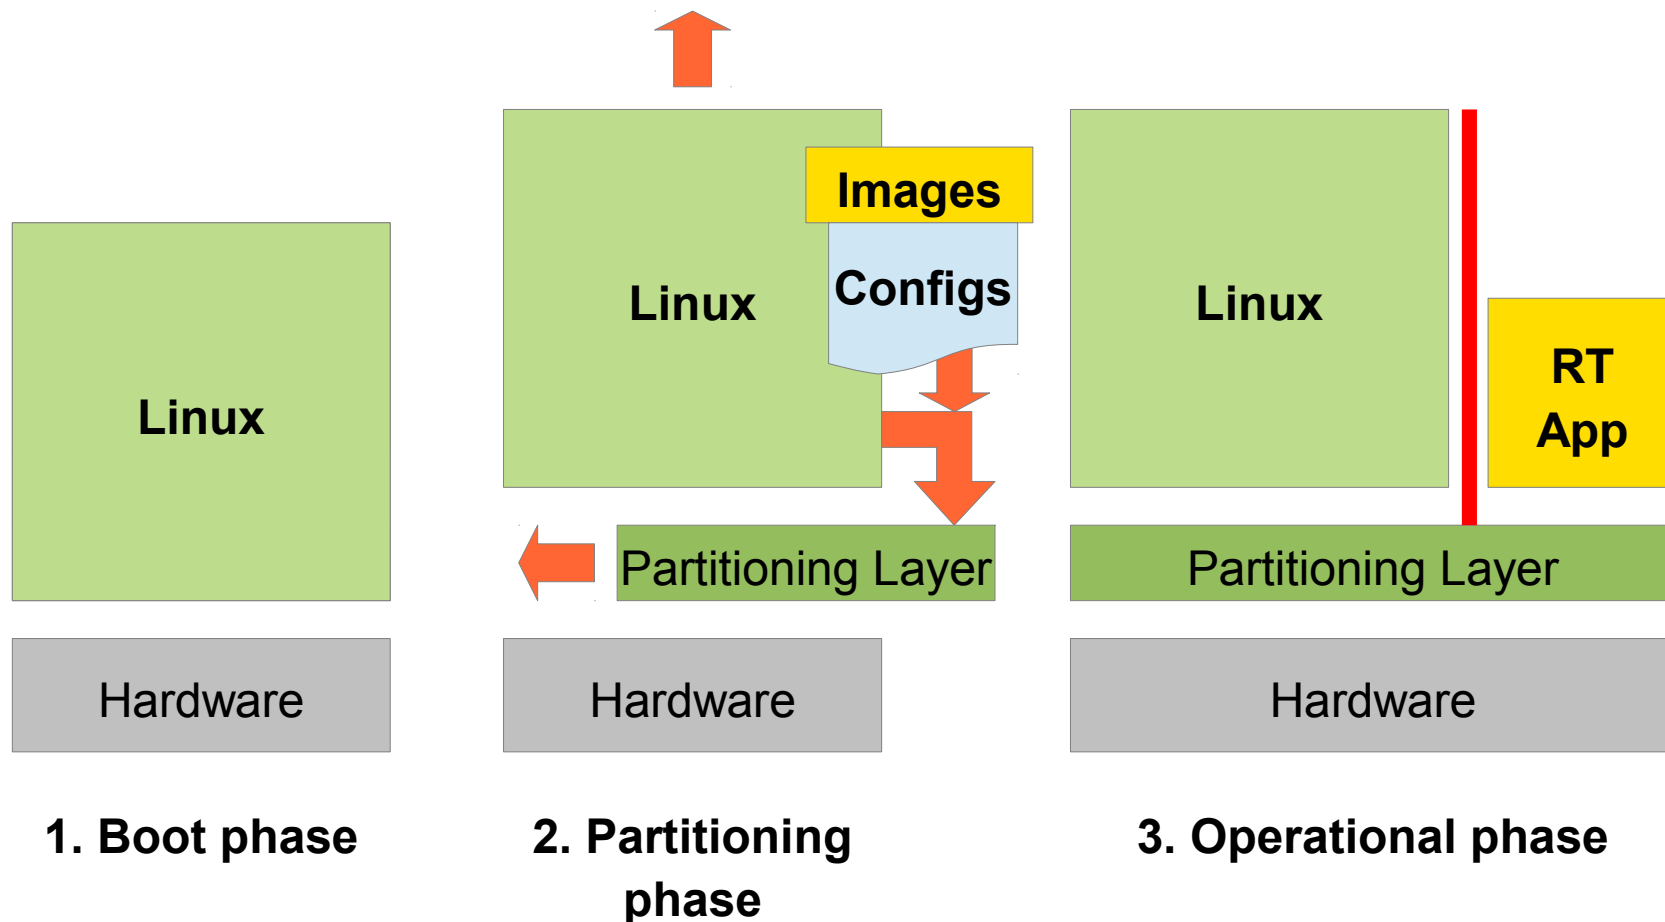 Linux
Hardware
1. Boot phase
Images
Configs
Linux
Partitioning Layer
Hardware
2. Partitioning
phase
Linux
RT
App
Partitioning Layer
Hardware
3. Operational phase